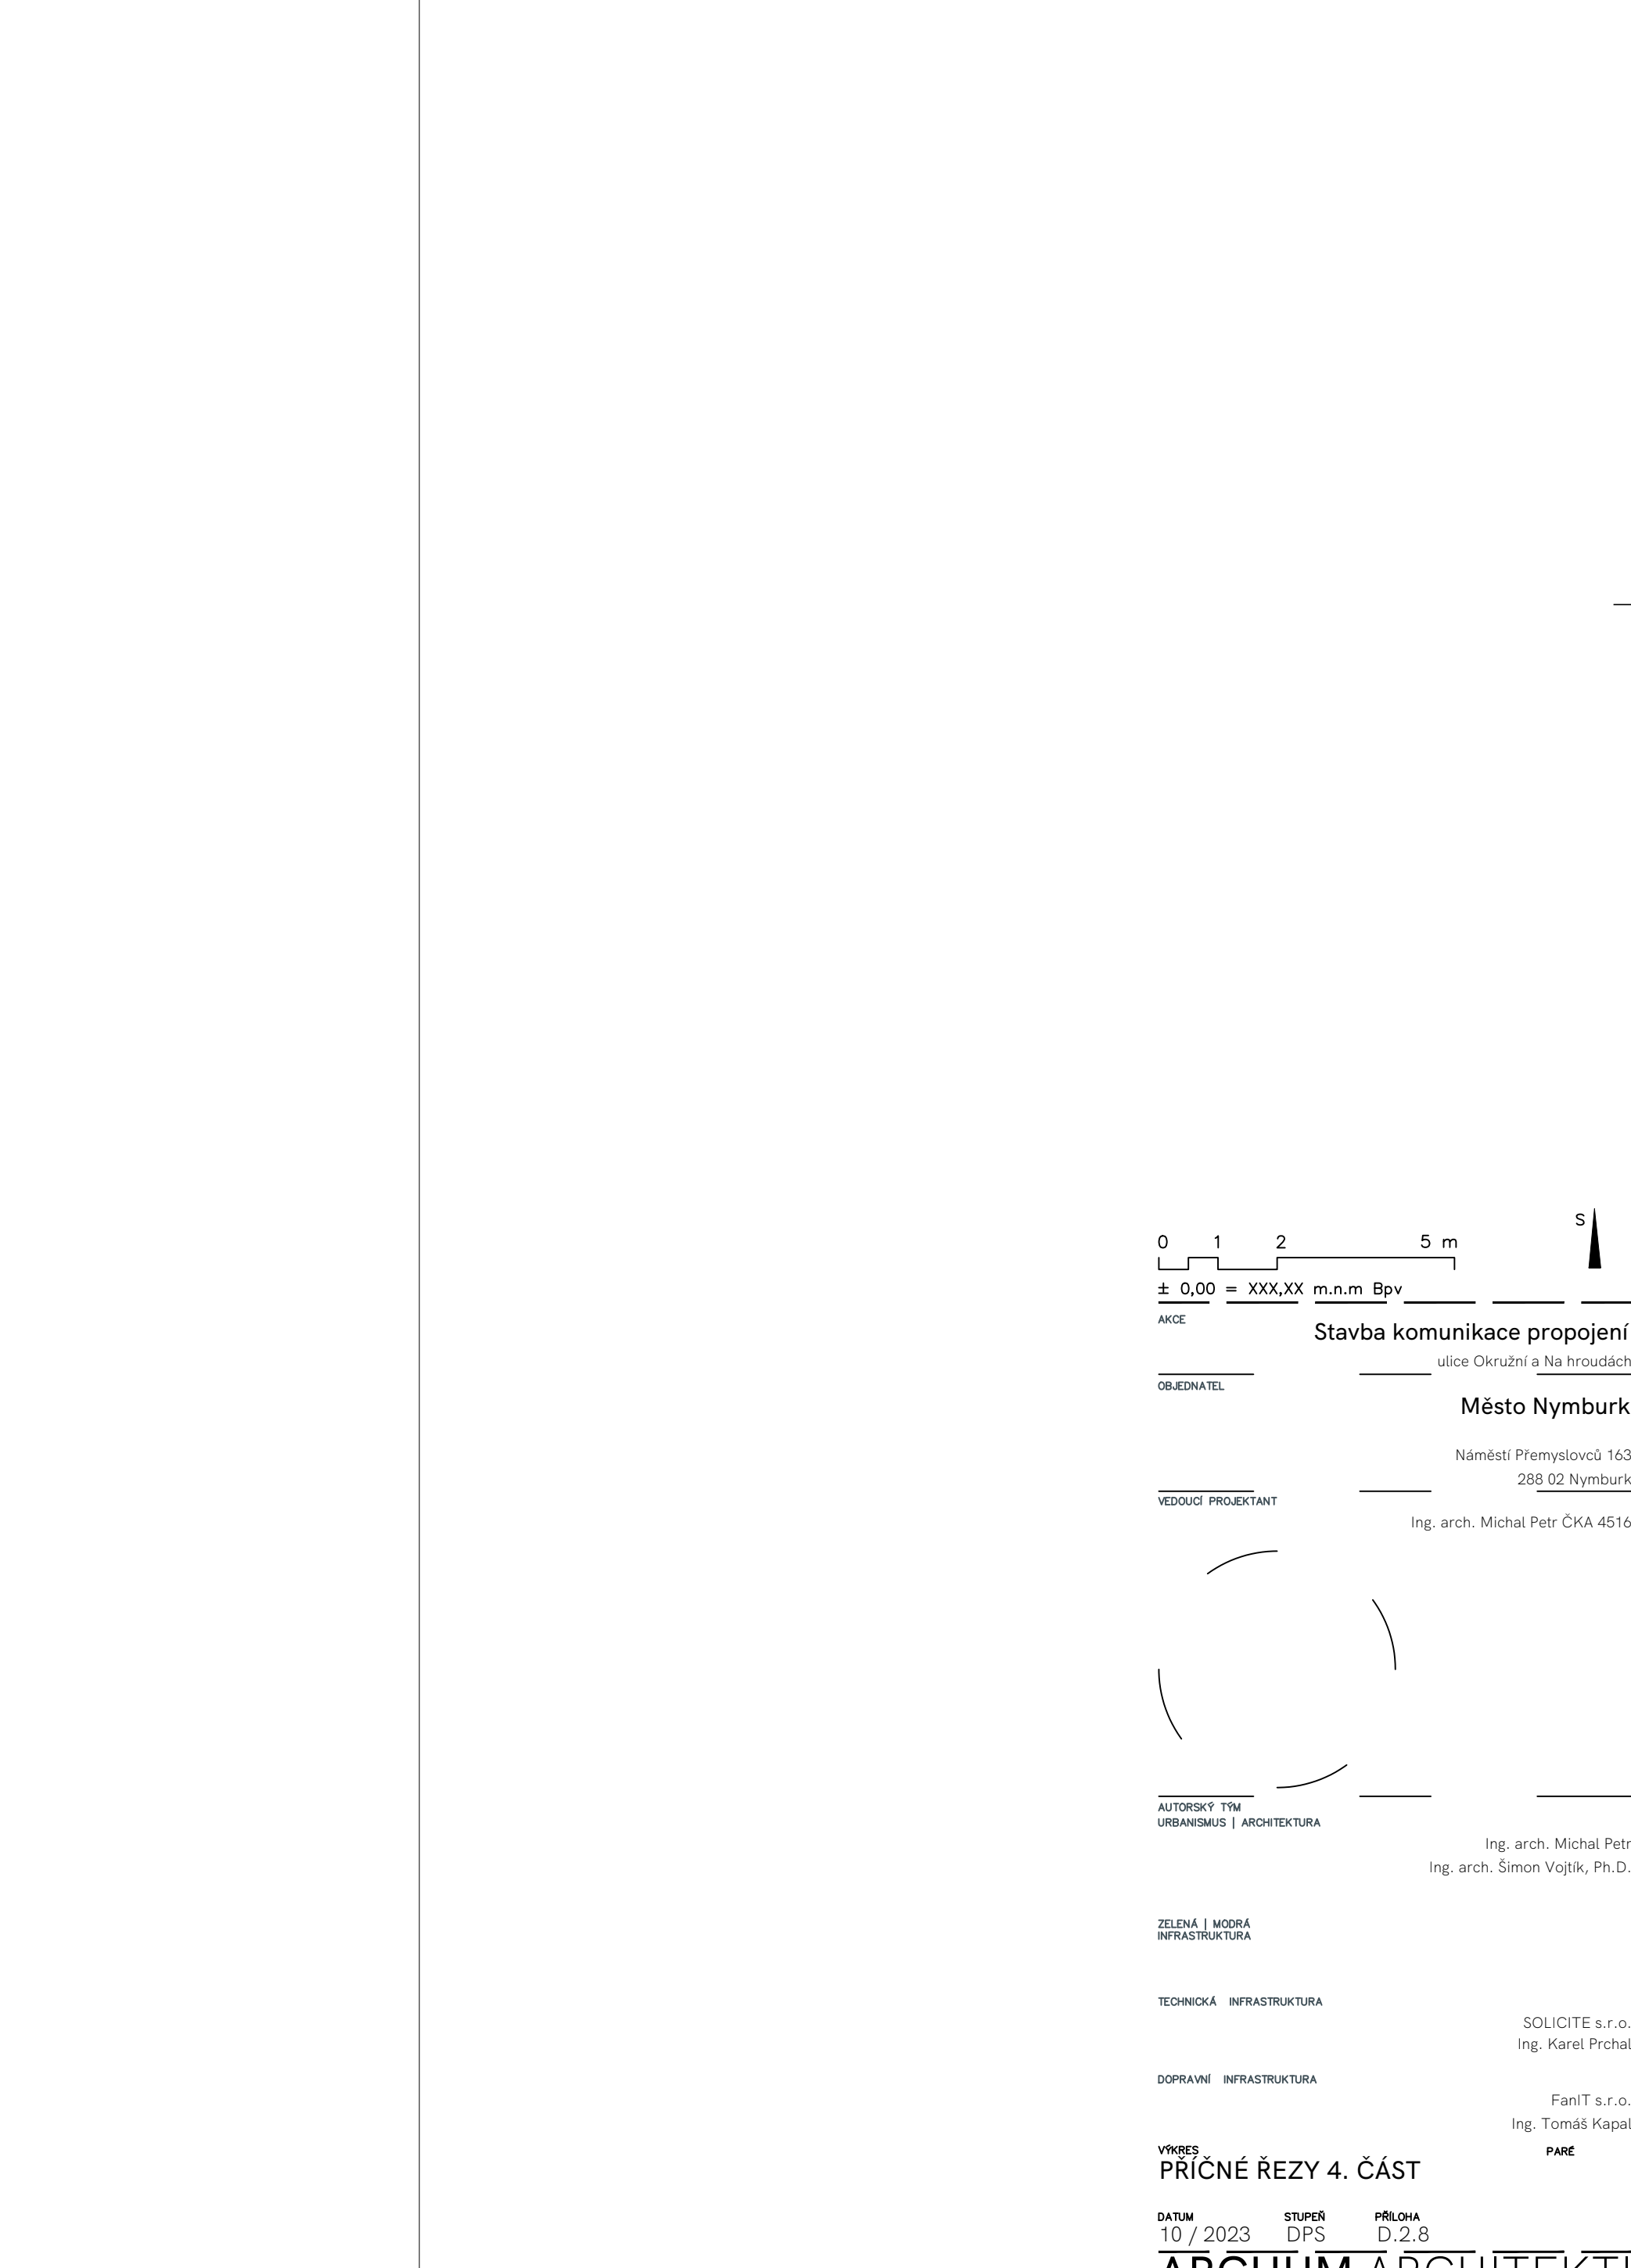 S
0 1 2 5 m
± 0,00 = XXX,XX m.n.m Bpv
AKCE
Stavba komunikace propojení
ulice Okružní a Na hroudách
OBJEDNATEL
Město Nymburk
Náměstí Přemyslovců 163
288 02 Nymburk
VEDOUCÍ PROJEKTANT
Ing. arch. Michal Petr ČKA 4516
AUTORSKÝ TÝM
URBANISMUS | ARCHITEKTURA
Ing. arch. Michal Petr
Ing. arch. Šimon Vojtík, Ph.D.
ZELENÁ | MODRÁ
INFRASTRUKTURA
TECHNICKÁ INFRASTRUKTURA
SOLICITE s.r.o.
Ing. Karel Prchal
DOPRAVNÍ INFRASTRUKTURA
FanIT s.r.o.
Ing. Tomáš Kapal
VÝKRES PARÉ
PŘÍČNÉ ŘEZY 4. ČÁST
DATUM STUPEŇ PŘÍLOHA
10 / 2023 DPS D.2.8